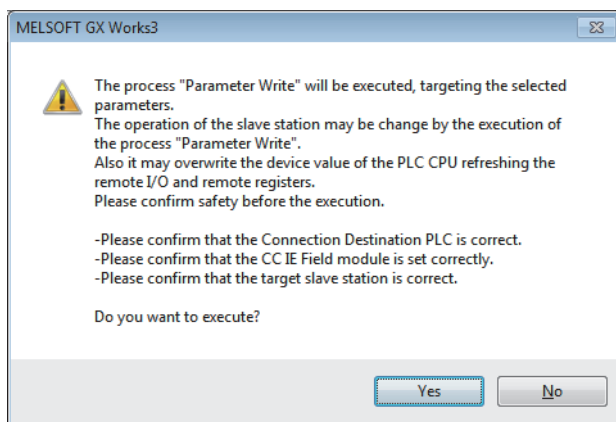 MELSOFT GX Works3
The process "Parameter Write" will be executed, targeting the selected
parameters.
The operation of the slave station may be change by the execution of
the process "Parameter Write".
Also it may overwrite the device value of the PLC CPU refreshing the
remote I/O and remote registers.
Please confirm safety before the execution.
-Please confirm that the Connection Destination PLC is correct.
-Please confirm that the CC IE Field module is set correctly.
-Please confirm that the target slave station is correct.
Do you want to execute?
Yes No